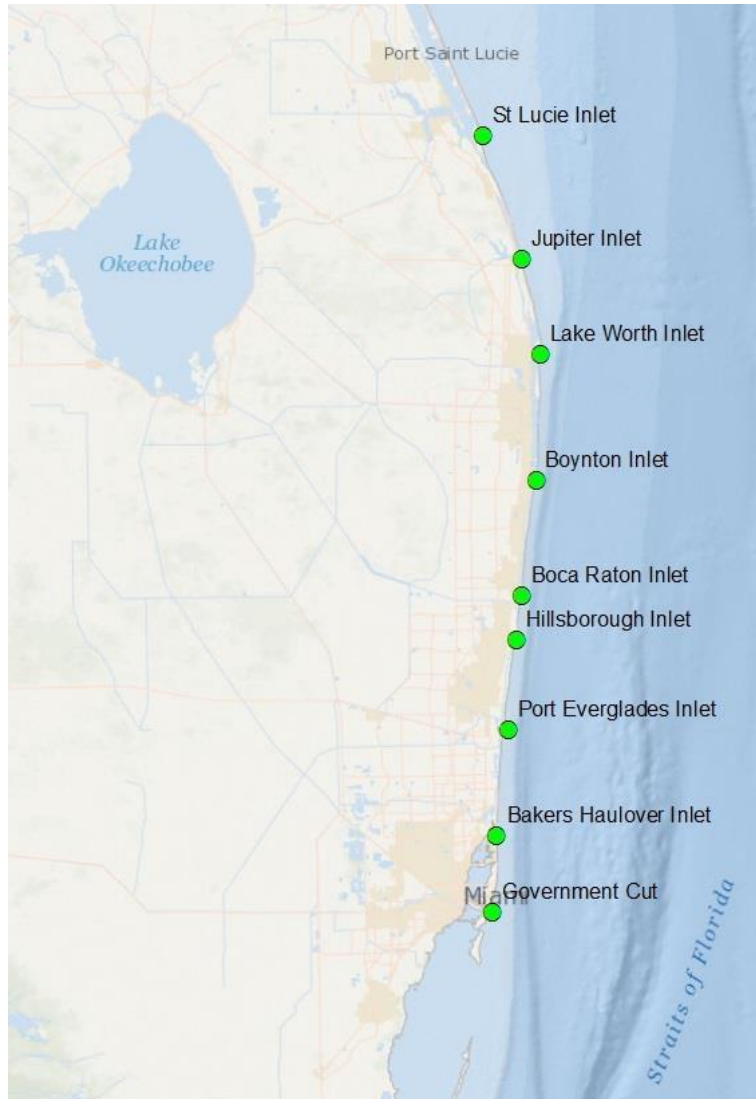 Port Saint Lucie
St Lucie Inlet
Jupiter Inlet
Lake
Okeechobee
Lake Worth Inlet
Boynton Inlet
Boca Raton Inlet
Hillsborough Inlet
Port Everglades Inlet
Bakers Haulover Inlet
Government Cut
Miami
Straits of Florida